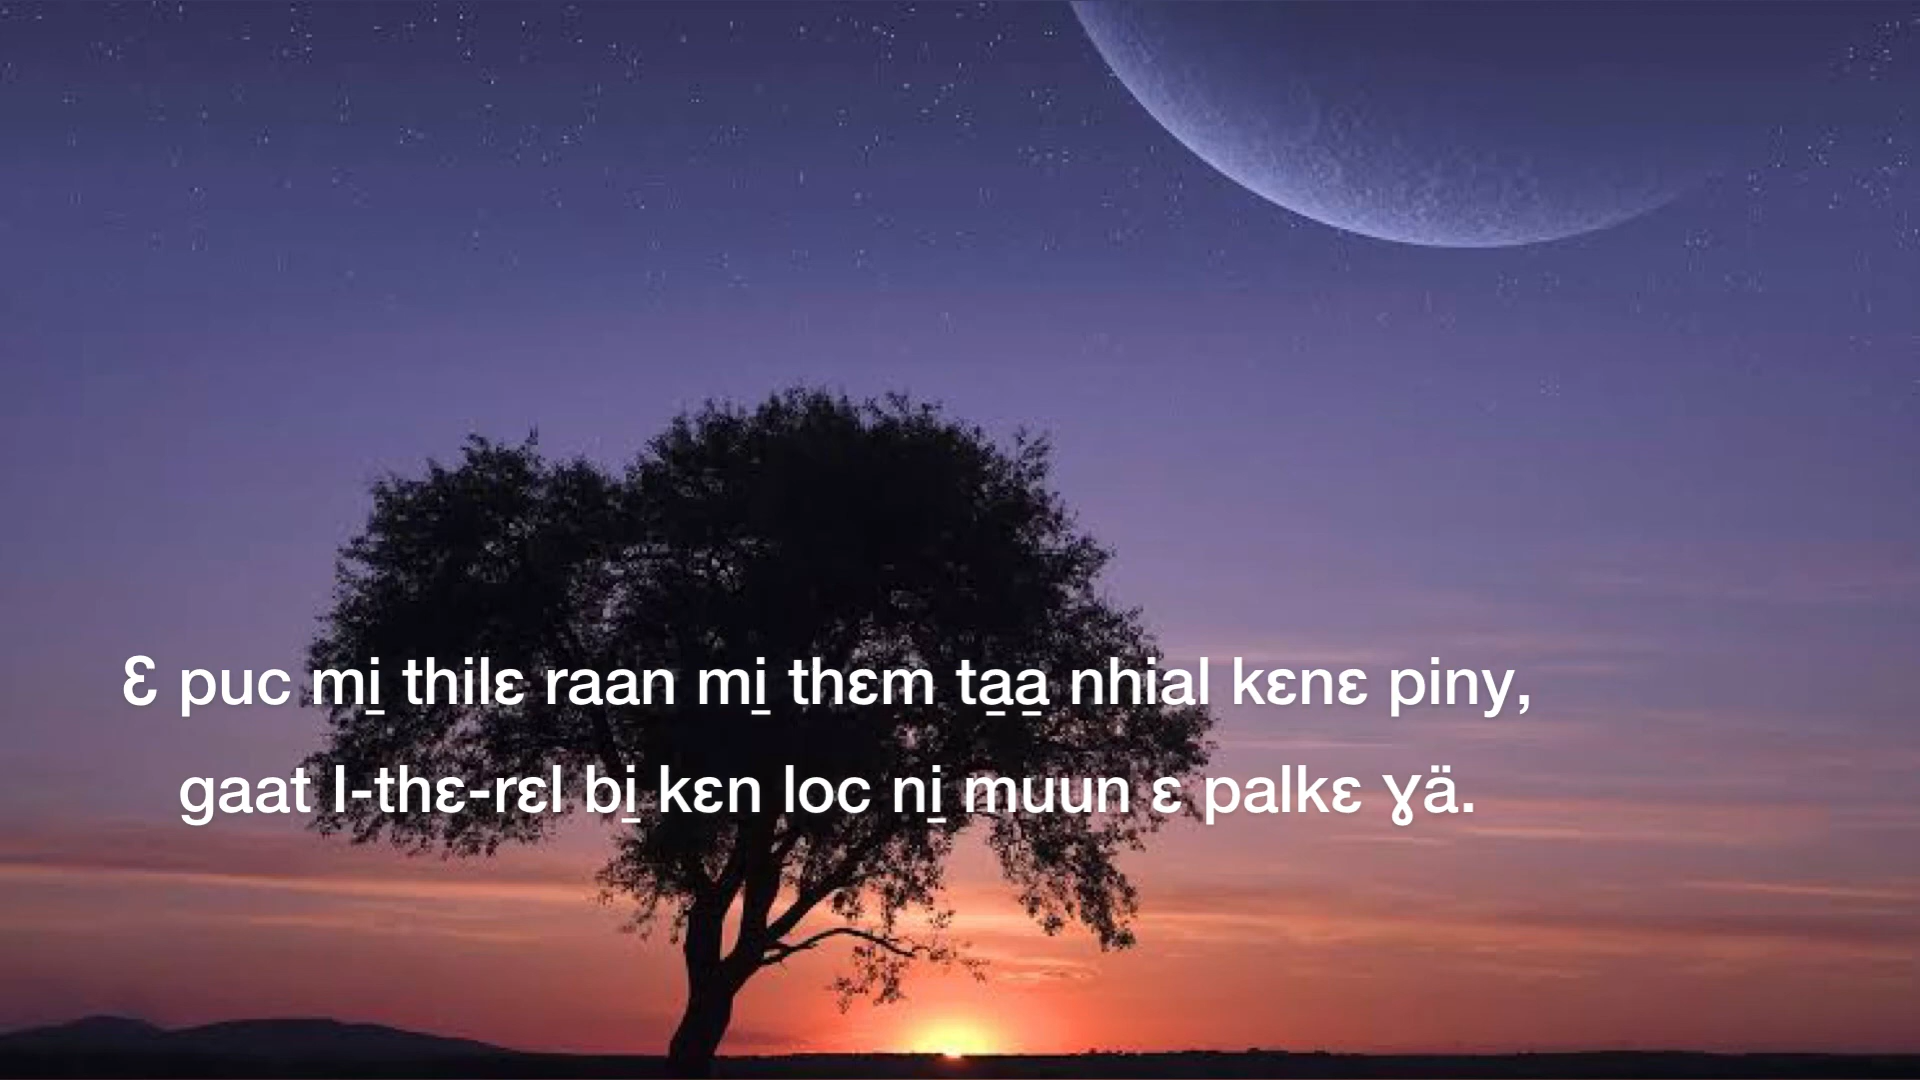 Ɛ puc mi̱ thilɛ raan mi̱ thɛm ta̱a̱ nhial kɛnɛ piny,
gaat I-thɛ-rɛl bi̱ kɛn loc ni̱ muun ɛ palkɛ ɣä.